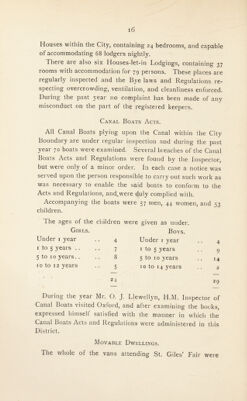 16
Houses within the City, containing 24 bedrooms, and capable
of accommodating 68 lodgers nightly.
There are also six Houses-let-in Lodgings, containing 37
rooms with accommodation for 79 persons. These places are
regularly inspected and the Bye laws and Regulations re-
specting overcrowding, ventilation, and cleanliness enforced.
During the past year no complaint has been made of any
misconduct on the part of the registered keepers.
Canal Boats Acts.
All Canal Boats plying upon the Canal within the City
Boundary are under regular inspection and during the past
year 70 boats were examined. Several breaches of the Canal
Boats Acts and Regulations were found by the Inspector,
but were only of a minor order. In each case a notice was
served upon the person responsible to carry out such work as
was necessary to enable the said boats to conform to the
Acts and Regulations, and, were duly complied with.
Accompanying the boats were 57 men, 44 women, and 53
children.
The ages of the children were given as under.
Girls. Boys.
Under 1 year .. 4 Under 1 year .. 4
1 to 5 years .. .. 7 1 to 5 years .. 9
5 to 10 years .. .. 8 5 to 10 years .. 14
10 to 12 years .. 5 10 to 14 years .. 2
22 29
During the year Mr. O. J. Llewellyn, H.M. Inspector of
Canal Boats visited Oxford, and after examining the books,
expressed himself satisfied with the manner in which the
Canal Boats Acts and Regulations were administered in this
District.
Movable Dwellings.
The whole of the vans attending St. Giles' Fair were